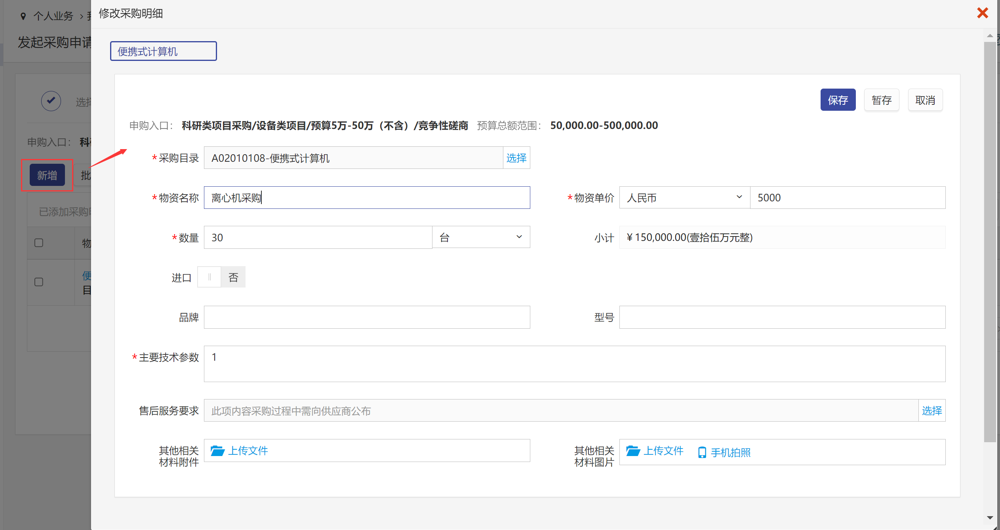 个人业务 ›
发起采购申请
选择
申购入口：
新增
批
已添加采购
物
便
目
修改采购明细
便携式计算机
保存 暂存 取消
申购入口： 科研类项目采购/设备类项目/预算5万-50万（不含）/竞争性磋商 预算总额范围： 50,000.00-500,000.00
*采购目录 A02010108-便携式计算机 选择
*物资名称 离心机采购 *物资单价 人民币 5000
*数量 30 台 小计 ¥ 150,000.00(壹拾伍万元整)
进口 否
品牌 型号
*主要技术参数 1
售后服务要求 此项内容采购过程中需向供应商公布 选择
其他相关材料附件 上传文件 其他相关材料图片 上传文件 手机拍照